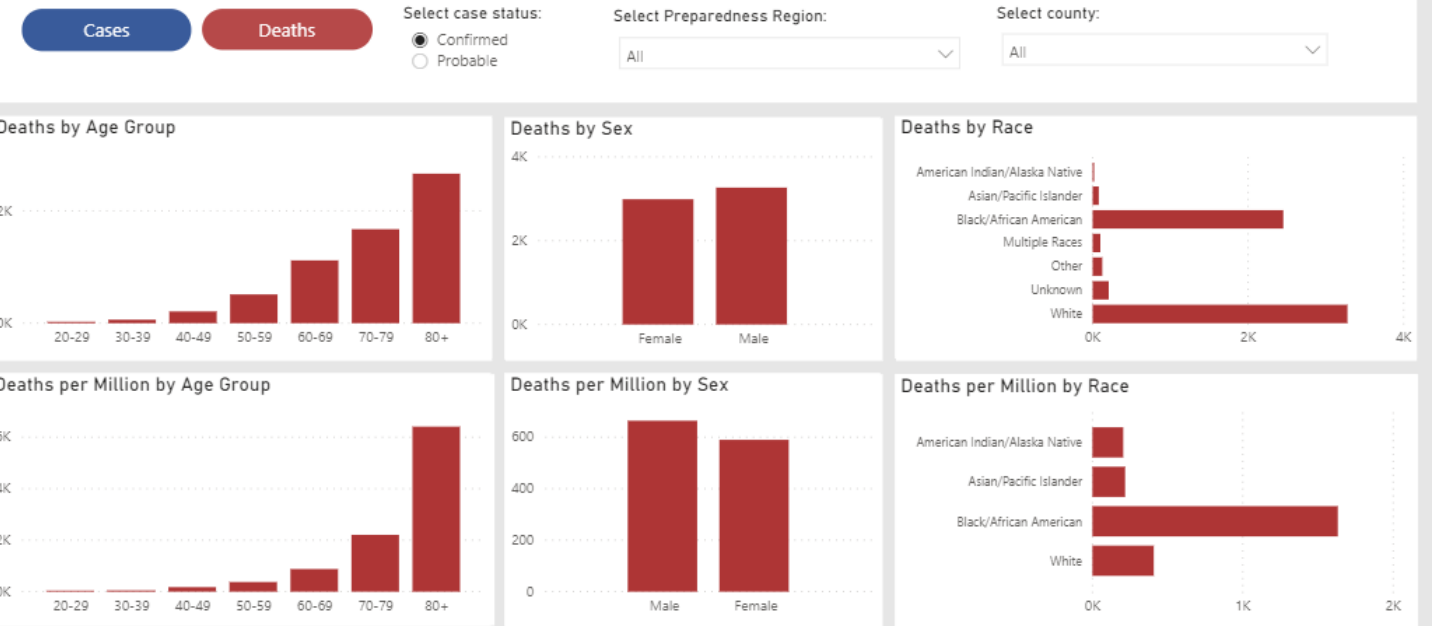 Cases
Deaths
Select case status:
Confirmed
Probable
Select Preparedness Region:
All
Select county:
All
Deaths by Age Group
2K
0K
20-29 30-39 40-49 50-59 60-69 70-79 80+
Deaths by Sex
4K
2K
0K
Female Male
Deaths by Race
American Indian/Alaska Native
Asian/Pacific Islander
Black/African American
Multiple Races
Other
Unknown
White
0K 2K 4K
Deaths per Million by Age Group
6K
4K
2K
0K
20-29 30-39 40-49 50-59 60-69 70-79 80+
Deaths per Million by Sex
600
400
200
0
Male Female
Deaths per Million by Race
American Indian/Alaska Native
Asian/Pacific Islander
Black/African American
White
0K 1K 2K